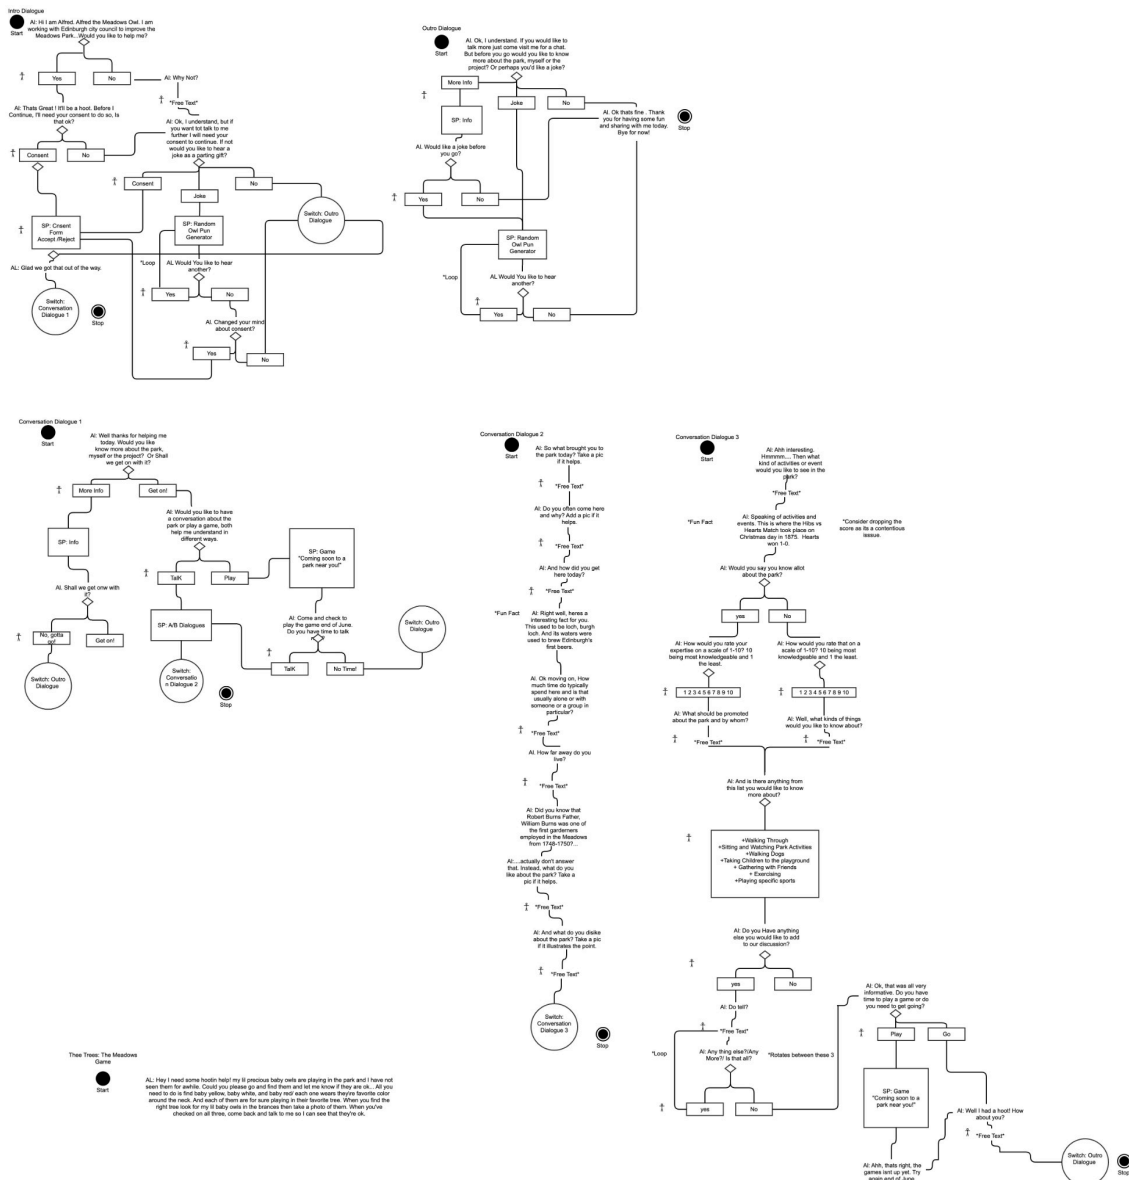 Intro Dialogue
Start
AI: Hi I am Alfred. Alfred the Meadows Owl. I am
working with Edinburgh city council to improve the
Meadows Park...Would you like to help me?
Yes
No
AI: Why Not?
*Free Text*
AI: Thats Great ! It'll be a hoot. Before I
Continue, I'll need your consent to do so, Is
that ok?
Consent
No
AI: Ok, I understand, but if
you want tot talk to me
further I will need your
consent to continue. If not
would you like to hear a
joke as a parting gift?
Consent
Joke
No
SP: Cnsent
Form
Accept /Reject
SP: Random
Owl Pun
Generator
Switch: Outro
Dialogue
AL: Glad we got that out of the way.
*Loop
AL Would You like to hear
another?
Yes
No
Switch:
Conversation
Dialogue 1
Stop
AI. Changed your mind
about consent?
Yes
No
Outro Dialogue
Start
AI. Ok, I understand. If you would like to
talk more just come visit me for a chat.
But before you go would you like to know
more about the park, myself or the
project? Or perhaps you'd like a joke?
More Info
Joke
No
SP: Info
AI. Ok thats fine . Thank
you for having some fun
and sharing with me today.
Bye for now!
Stop
AI. Would like a joke before
you go?
Yes
No
SP: Random
Owl Pun
Generator
*Loop
AL Would You like to hear
another?
Yes
No
Conversation Dialogue 1
Start
AI: Well thanks for helping me
today. Would you like
know more about the park,
myself or the project? Or Shall
we get on with it?
More Info
Get on!
SP: Info
AI: Would you like to have
a conversation about the
park or play a game, both
help me understand in
different ways.
SP: Game
"Coming soon to a
park near you!"
TalK
Play
AI. Shall we get onw with
it?
No, gotta
go!
Get on!
SP: A/B Dialogues
AI: Come and check to
play the game end of June.
Do you have time to talk
Switch: Outro
Dialogue
TalK
No Time!
Switch: Outro
Dialogue
Switch:
Conversatio
n Dialogue 2
Stop
Conversation Dialogue 2
Start
AI: So what brought you to
the park today? Take a pic
if it helps.
*Free Text*
AI: Do you often come here
and why? Add a pic if it
helps.
*Free Text*
AI: And how did you get
here today?
*Free Text*
*Fun Fact
AI: Right well, heres a
interesting fact for you.
This used to be loch, burgh
loch. And its waters were
used to brew Edinburgh's
first beers.
AI. Ok moving on, How
much time do typically
spend here and is that
usually alone or with
someone or a group in
particular?
*Free Text*
AI. How far away do you
live?
*Free Text*
AI: Did you know that
Robert Burns Father,
William Burns was one of
the first garderners
employed in the Meadows
from 1748-1750?...
AI:....actually don't answer
that. Instead, what do you
like about the park? Take a
pic if it helps.
*Free Text*
AI: And what do you disike
about the park? Take a pic
if it illustrates the point.
*Free Text*
Switch:
Conversation
Dialogue 3
Stop
Conversation Dialogue 3
Start
AI: Ahh interesting.
Hmmmm.... Then what
kind of activities or event
would you like to see in the
park?
*Free Text*
*Fun Fact
AI: Speaking of activities and
events. This is where the Hibs vs
Hearts Match took place on
Christmas day in 1875. Hearts
won 1-0.
*Consider dropping the
score as its a contentious
isssue.
AI: Would you say you know allot
about the park?
yes
No
AI: How would you rate your
expertise on a scale of 1-10? 10
being most knowledgeable and 1
the least.
AI: How would you rate that on a
scale of 1-10? 10 being most
knowledgeable and 1 the least.
1 2 3 4 5 6 7 8 9 10
1 2 3 4 5 6 7 8 9 10
AI: What should be promoted
about the park and by whom?
AI: Well, what kinds of things
would you like to know about?
*Free Text*
*Free Text*
AI: And is there anything from
this list you would like to know
more about?
+Walking Through
+Sitting and Watching Park Activities
+Walking Dogs
+Taking Children to the playground
+ Gathering with Friends
+ Exercising
+Playing specific sports
AI: Do you Have anything
else you would like to add
to our discussion?
yes
No
AI: Do tell?
*Free Text*
*Loop
AI: Any thing else?/Any
More?/ Is that all?
*Rotates between these 3
yes
No
AI: Ok, that was all very
informative. Do you have
time to play a game or do
you need to get going?
Play
Go
SP: Game
"Coming soon to a
park near you!"
AI: Well I had a hoot! How
about you?
*Free Text*
Switch: Outro
Dialogue
Stop
AI: Ahh, thats right, the
games isnt up yet. Try
again end of June
Thee Trees: The Meadows
Game
Start
AL: Hey I need some hootin help! my lil precious baby owls are playing in the park and I have not
seen them for awhile. Could you please go and find them and let me know if they are ok... All you
need to do is find baby yellow, baby white, and baby red/ each one wears they're favorite color
around the neck. And each of them are for sure playing in their favorite tree. When you find the
right tree look for my lil baby owls in the brances then take a photo of them. When you've
checked on all three, come back and talk to me so I can see that they're ok.